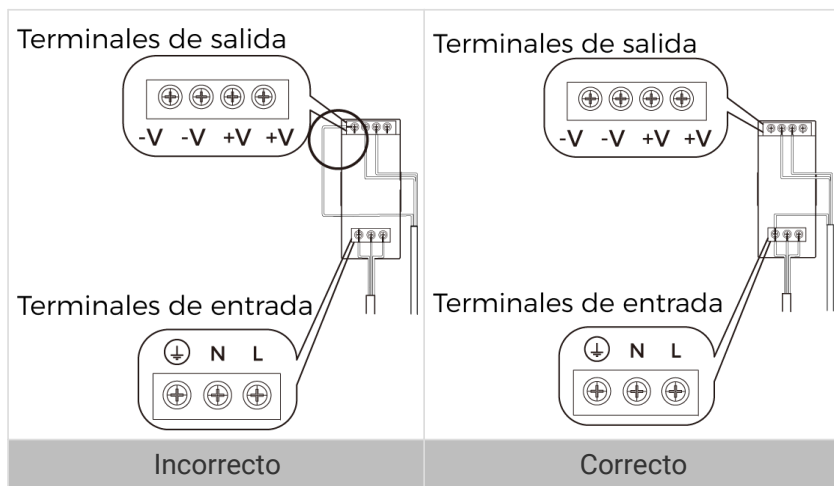 Terminales de salida
-V -V +V +V
Terminales de entrada
N L
Incorrecto
Terminales de salida
-V -V +V +V
Terminales de entrada
N L
Correcto